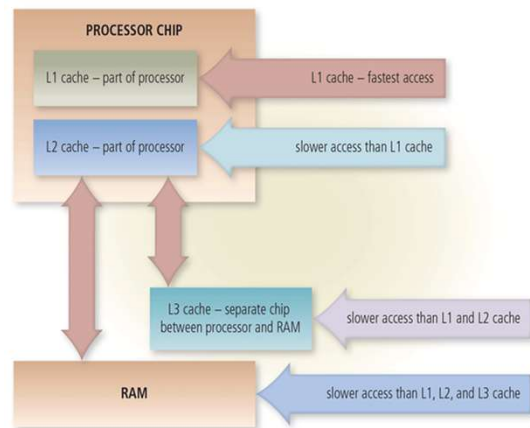 PROCESSOR CHIP
L1 cache – part of processor
L1 cache – fastest access
L2 cache – part of processor
slower access than L1 cache
L3 cache – separate chip
between processor and RAM
slower access than L1 and L2 cache
RAM
slower access than L1, L2, and L3 cache